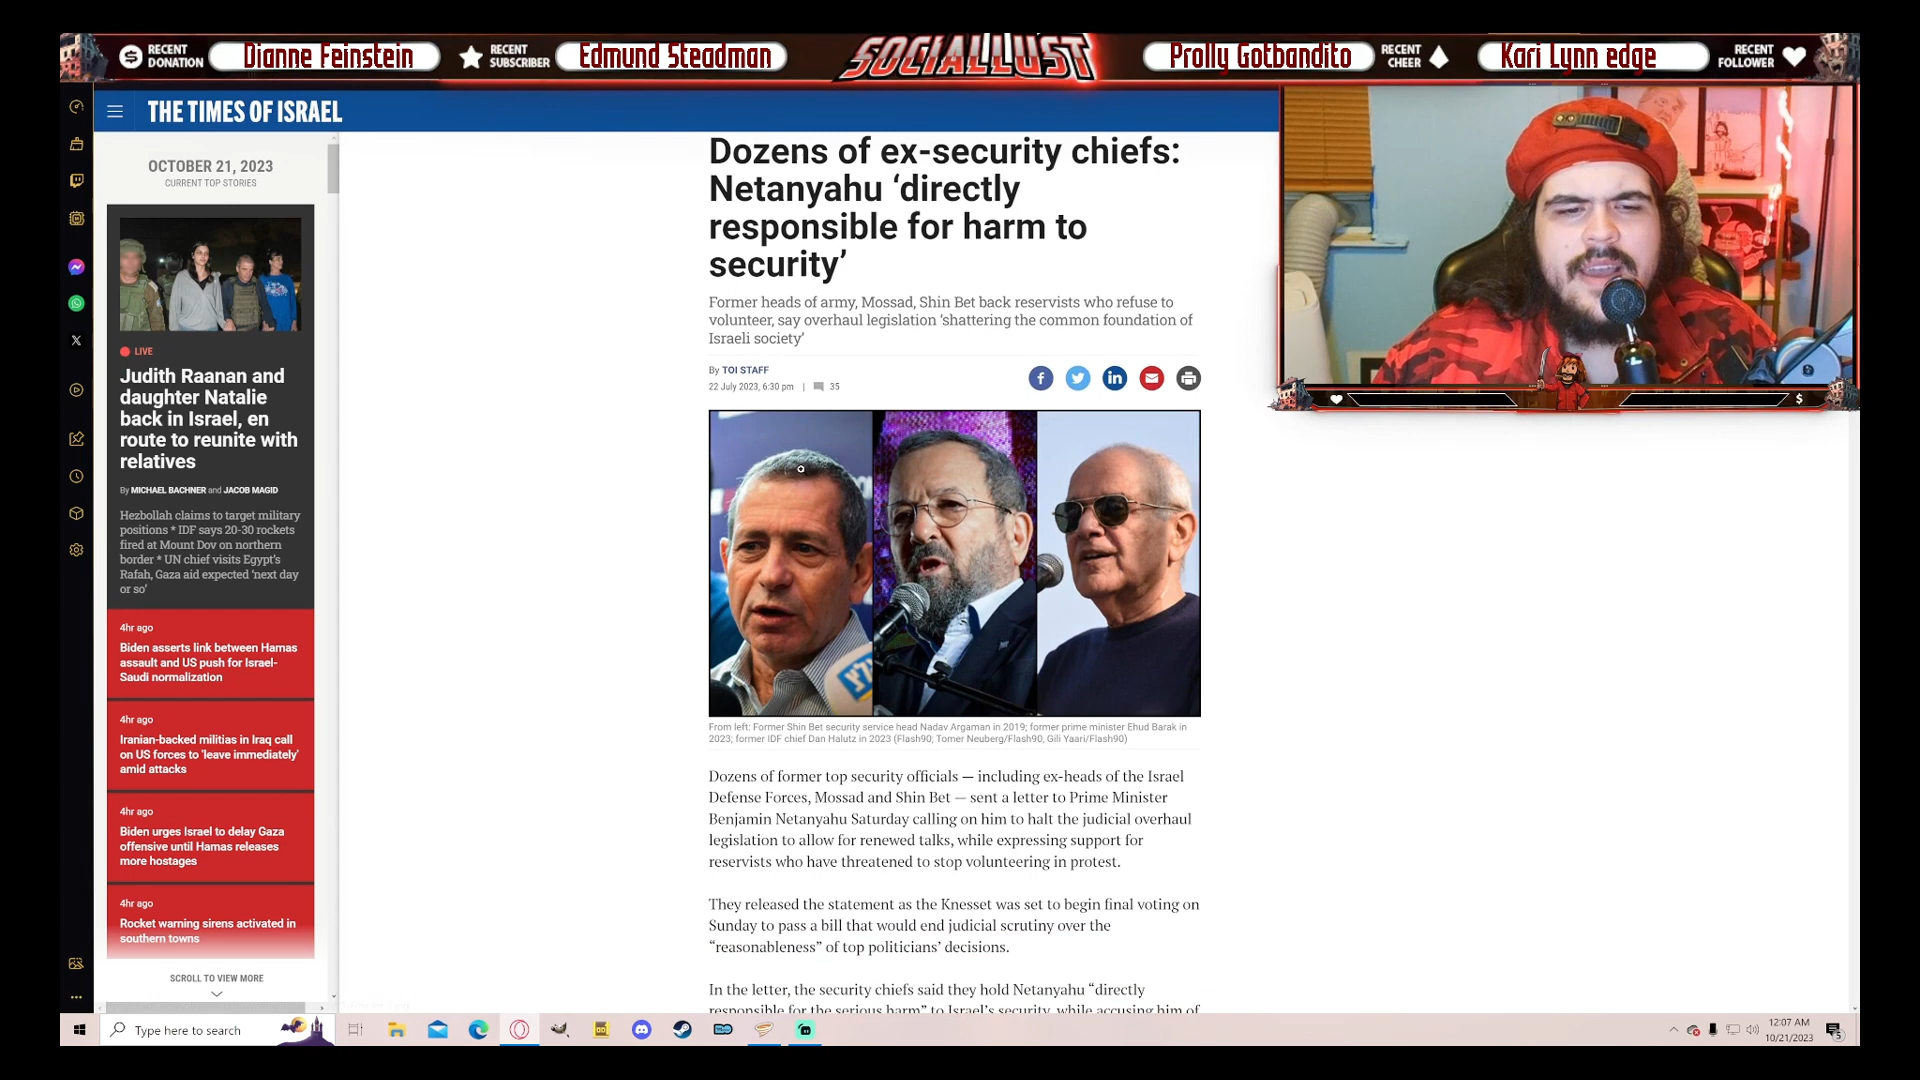 RECENT
DONATION
Dianne Feinstein
RECENT
SUBSCRIBER
Edmund Steadman
SOCIALLUST
Prolly Gotbandito
RECENT
CHEER
Kari Lynn edge
RECENT
FOLLOWER
THE TIMES OF ISRAEL
OCTOBER 21, 2023
CURRENT TOP STORIES
LIVE
Judith Raanan and
daughter Natalie
back in Israel, en
route to reunite with
relatives
By MICHAEL BACHNER and JACOB MAGID
Hezbollah claims to target military
positions * IDF says 20-30 rockets
fired at Mount Dov on northern
border * UN chief visits Egypt's
Rafah, Gaza aid expected 'next day
or so'
4hr ago
Biden asserts link between Hamas
assault and US push for Israel-
Saudi normalization
4hr ago
Iranian-backed militias in Iraq call
on US forces to 'leave immediately'
amid attacks
4hr ago
Biden urges Israel to delay Gaza
offensive until Hamas releases
more hostages
4hr ago
Rocket warning sirens activated in
southern towns
SCROLL TO VIEW MORE
Dozens of ex-security chiefs:
Netanyahu ‘directly
responsible for harm to
security’
Former heads of army, Mossad, Shin Bet back reservists who refuse to
volunteer, say overhaul legislation ‘shattering the common foundation of
Israeli society’
By TOI STAFF
22 July 2023, 6:30 pm | 35
From left: Former Shin Bet security service head Nadav Argaman in 2019; former prime minister Ehud Barak in
2023; former IDF chief Dan Halutz in 2023 (Flash90; Tomer Neuberg/Flash90, Gili Yaari/Flash90)
Dozens of former top security officials — including ex-heads of the Israel
Defense Forces, Mossad and Shin Bet — sent a letter to Prime Minister
Benjamin Netanyahu Saturday calling on him to halt the judicial overhaul
legislation to allow for renewed talks, while expressing support for
reservists who have threatened to stop volunteering in protest.
They released the statement as the Knesset was set to begin final voting on
Sunday to pass a bill that would end judicial scrutiny over the
“reasonableness” of top politicians’ decisions.
In the letter, the security chiefs said they hold Netanyahu “directly
responsible for the serious harm” to Israel’s security, while accusing him of
Type here to search
12:07 AM
10/21/2023